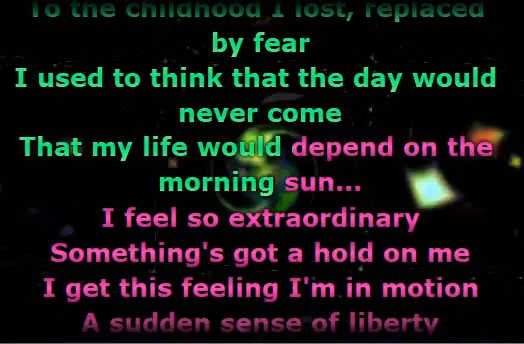 To the childhood I lost, replaced
by fear
I used to think that the day would
never come
That my life would depend on the
morning sun...
I feel so extraordinary
Something's got a hold on me
I get this feeling I'm in motion
A sudden sense of liberty